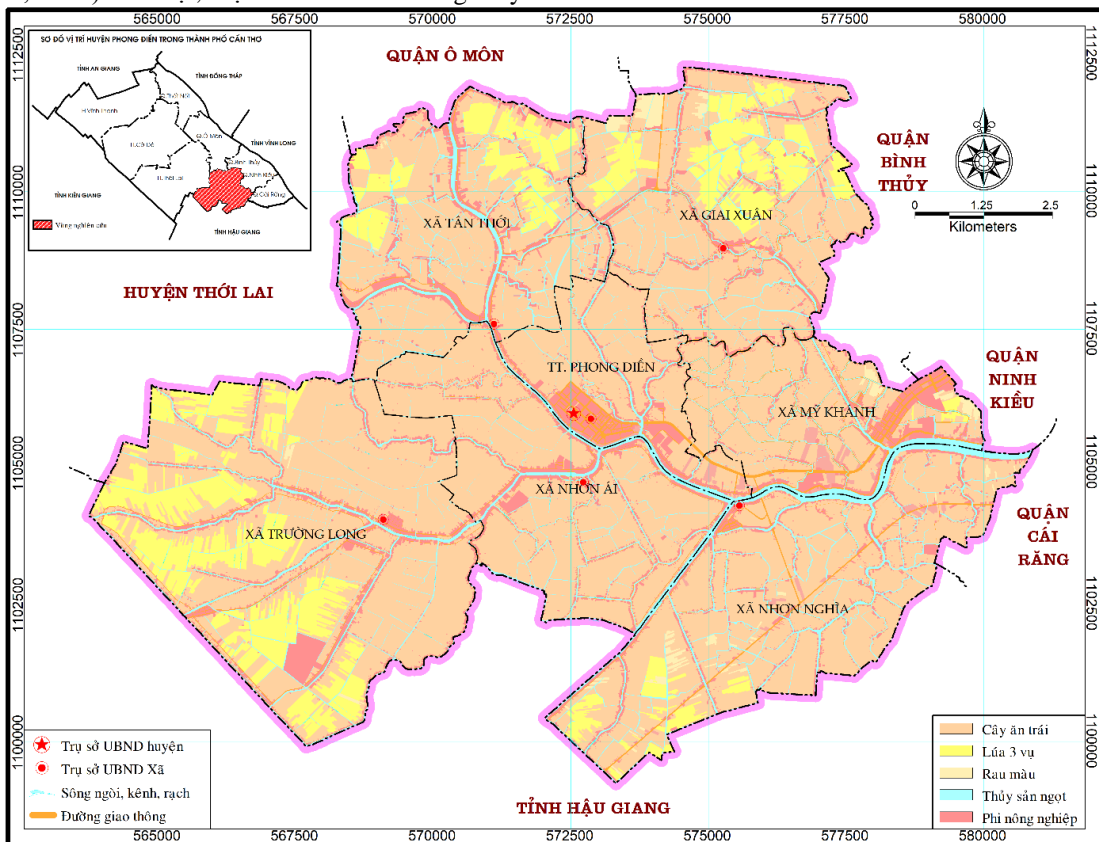 565000 567500 570000 572500 575000 577500 580000
SƠ ĐỒ VỊ TRÍ HUYỆN PHONG ĐIỀN TRONG THÀNH PHỐ CẦN THƠ
TỈNH AN GIANG
TỈNH ĐỒNG THÁP
TỈNH VĨNH LONG
TỈNH KIÊN GIANG
TỈNH HẬU GIANG
Vùng nghiên cứu
QUẬN Ô MÔN
QUẬN
BÌNH
THỦY
0 1.25 2.5
Kilometers
XÃ TÂN THỚI
XÃ GIAI XUÂN
HUYỆN THỚI LAI
TT. PHONG ĐIỀN
QUẬN
NINH
KIỀU
XÃ MỸ KHÁNH
XÃ NHƠN ÁI
XÃ TRƯỜNG LONG
QUẬN
CÁI
RĂNG
XÃ NHƠN NGHĨA
TỈNH HẬU GIANG
Trụ sở UBND huyện
Trụ sở UBND Xã
Sông ngòi, kênh, rạch
Đường giao thông
Cây ăn trái
Lúa 3 vụ
Rau màu
Thủy sản ngọt
Phi nông nghiệp
1112500
1110000
1107500
1105000
1102500
1100000
1112500
1110000
1107500
1105000
1102500
1100000
565000 567500 570000 572500 575000 577500 580000